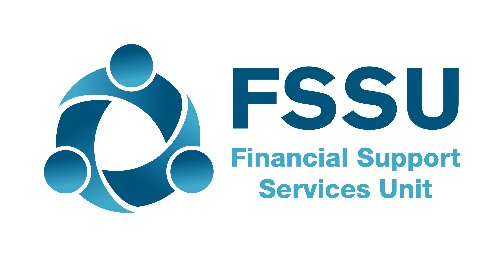 FSSU
Financial Support
Services Unit